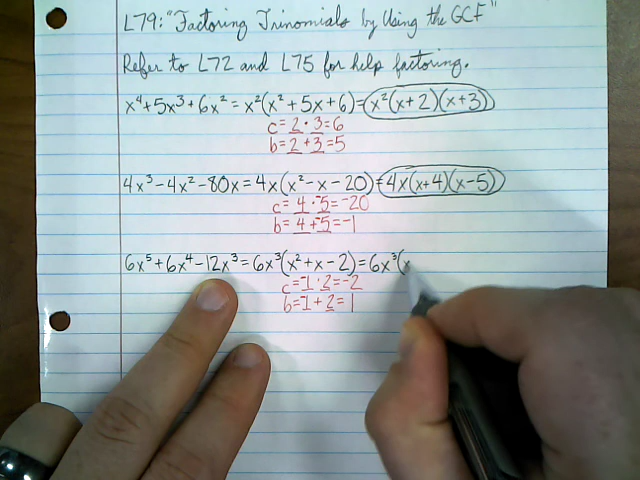 L79: "Factoring Trinomials by Using the GCF"
Refer to L72 and L75 for help factoring.
x⁴+5x³+6x² = x²(x²+5x+6) = x²(x+2)(x+3)
c = 2 · 3 = 6
b = 2 + 3 = 5
4x³-4x²-80x = 4x(x²-x-20) = 4x(x+4)(x-5)
c = 4 · -5 = -20
b = 4 + -5 = -1
6x⁵+6x⁴-12x³ = 6x³(x²+x-2) = 6x³(x
c = -1 · 2 = -2
b = -1 + 2 = 1